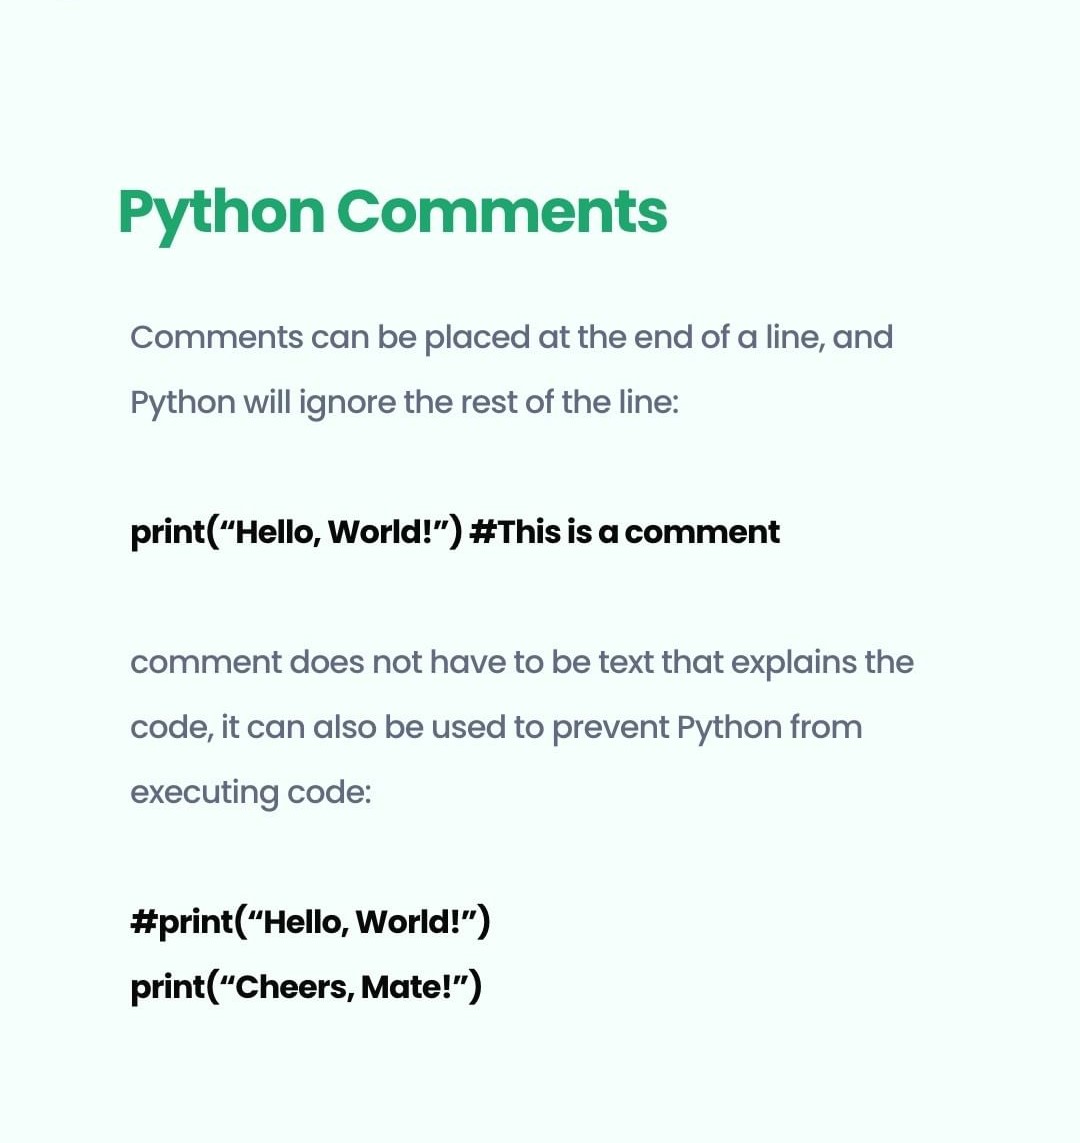 Python Comments
Comments can be placed at the end of a line, and
Python will ignore the rest of the line:
print(“Hello, World!”) #This is a comment
comment does not have to be text that explains the
code, it can also be used to prevent Python from
executing code:
#print(“Hello, World!”)
print(“Cheers, Mate!”)